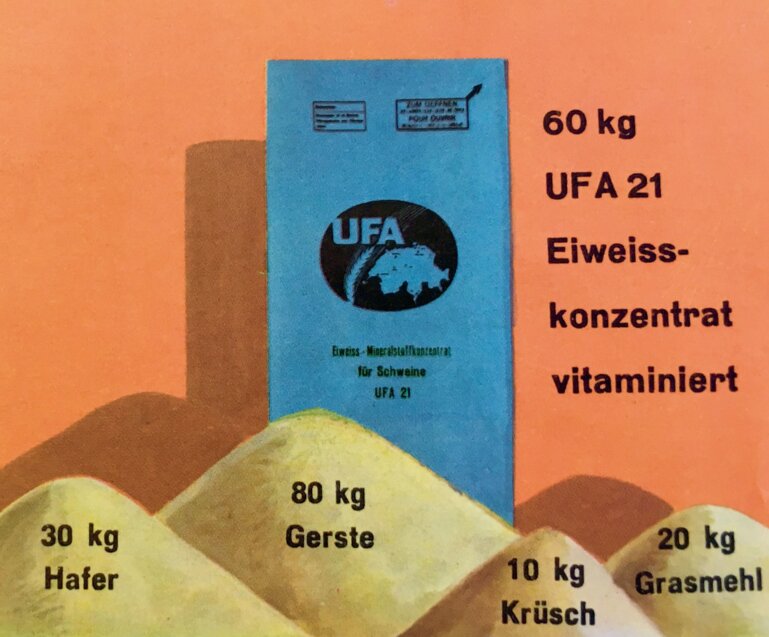 ZUM OEFFNEN
POUR OUVRIR
UFA
Eiweiss - Mineralstoffkonzentrat
für Schweine
UFA 21
60 kg
UFA 21
Eiweiss-
konzentrat
vitaminiert
80 kg
Gerste
30 kg
Hafer
10 kg
Krüsch
20 kg
Grasmehl